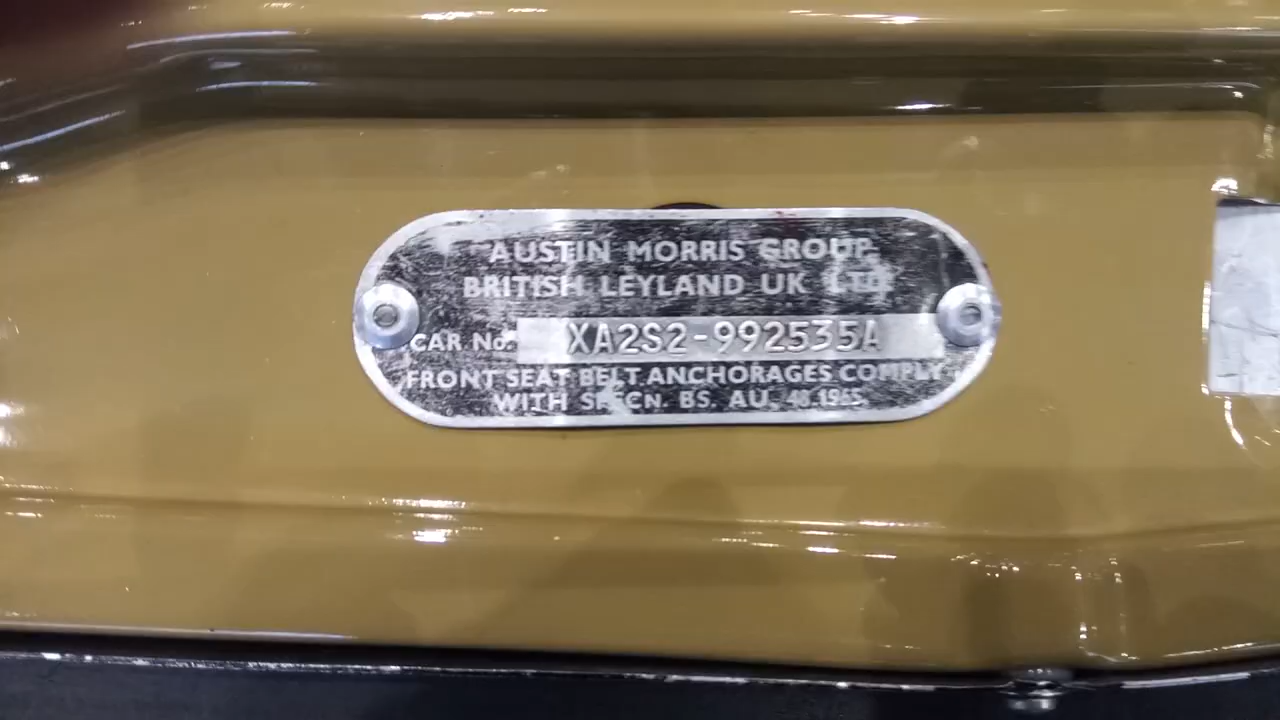 AUSTIN MORRIS GROUP
BRITISH LEYLAND UK LTD
CAR No. XA2S2-992535A
FRONT SEAT BELT ANCHORAGES COMPLY
WITH SPECN. BS. AU. 48.1965